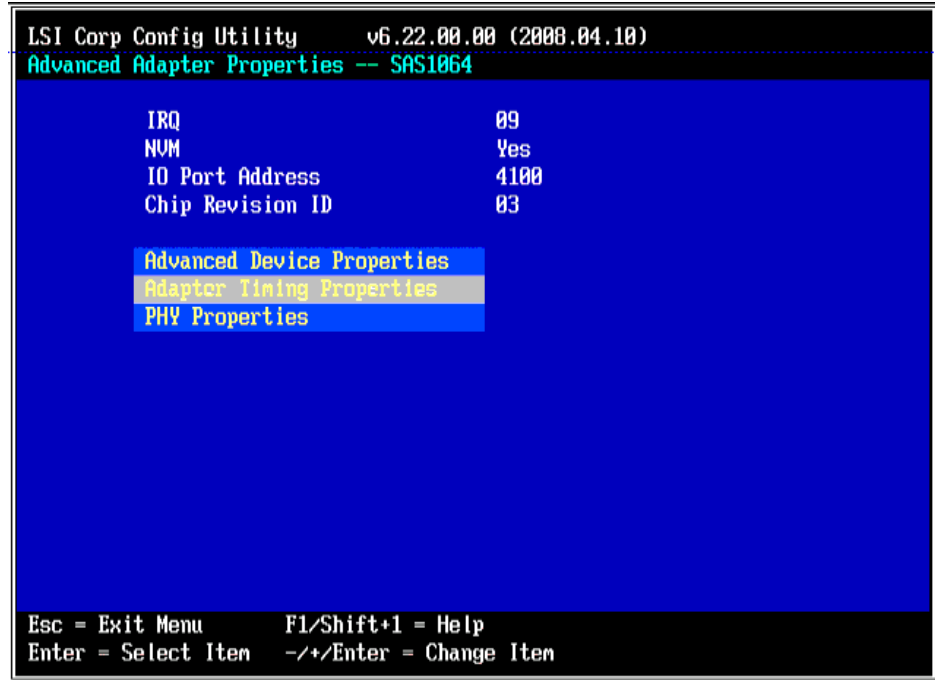 LSI Corp Config Utility v6.22.00.00 (2008.04.10)
Advanced Adapter Properties -- SAS1064
IRQ 09
NVM Yes
IO Port Address 4100
Chip Revision ID 03
Advanced Device Properties
Adapter Timing Properties
PHY Properties
Esc = Exit Menu F1/Shift+1 = Help
Enter = Select Item -/+/Enter = Change Item